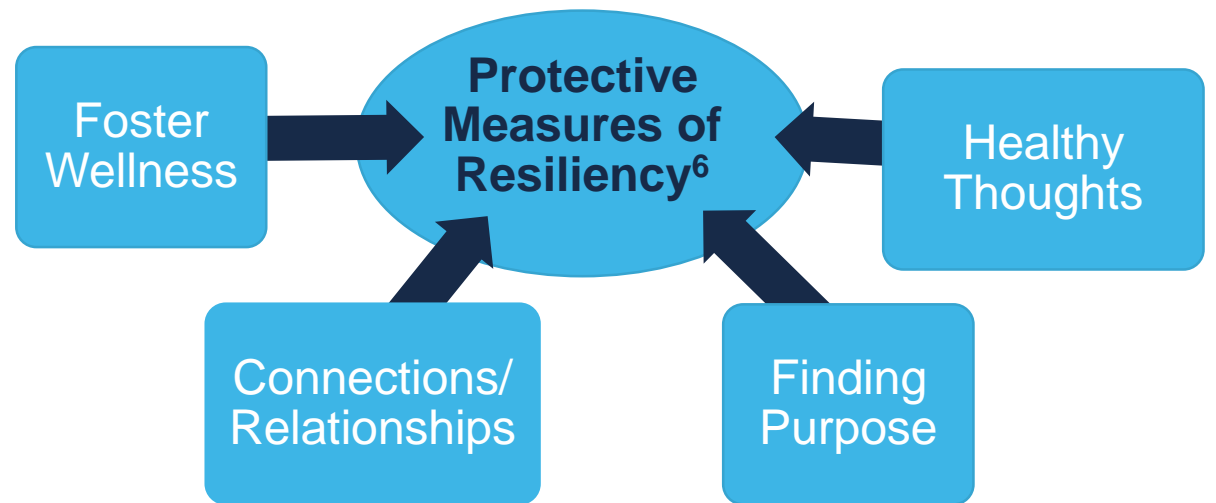 Protective
Measures of
Resiliency⁶
Foster
Wellness
Healthy
Thoughts
Connections/
Relationships
Finding
Purpose